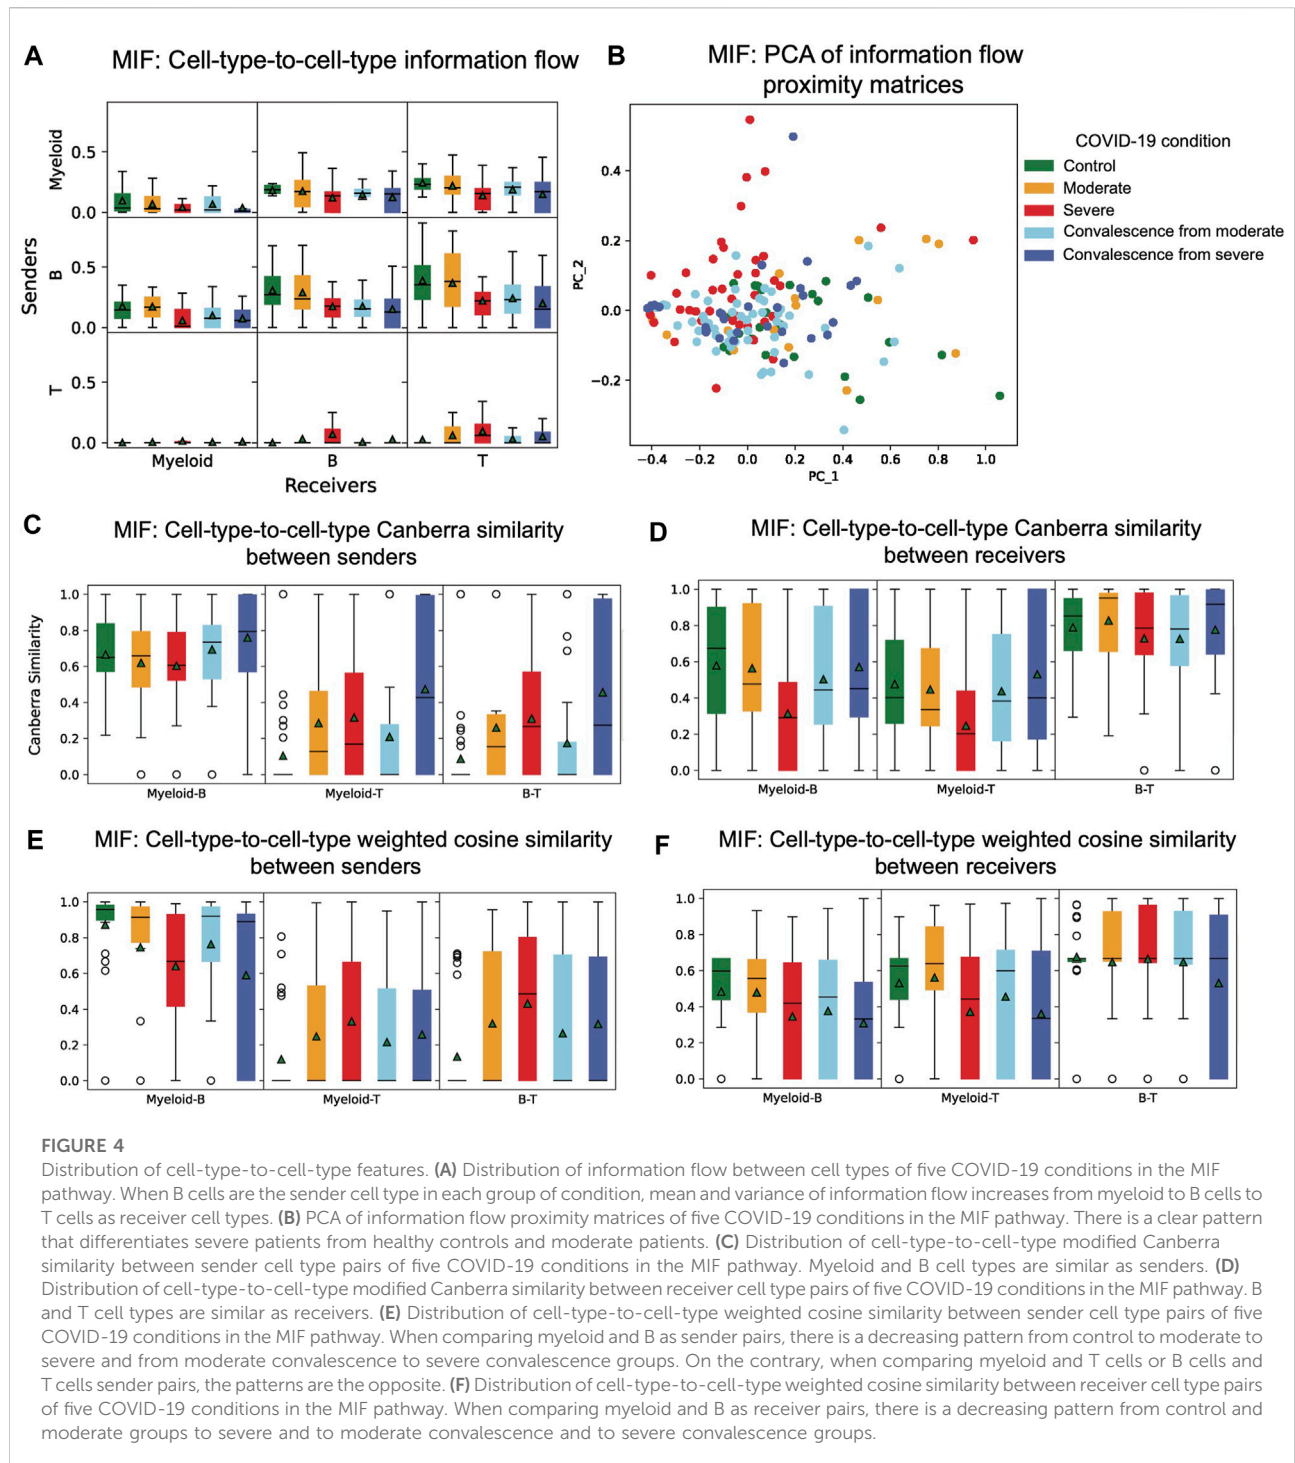 A
MIF: Cell-type-to-cell-type information flow
Senders
Myeloid
B
T
0.5
0.0
0.5
0.0
0.5
0.0
Myeloid
B
T
Receivers
B
MIF: PCA of information flow
proximity matrices
PC_2
0.4
0.2
0.0
−0.2
−0.4
−0.2
0.0
0.2
0.4
0.6
0.8
1.0
PC_1
COVID-19 condition
Control
Moderate
Severe
Convalescence from moderate
Convalescence from severe
C
MIF: Cell-type-to-cell-type Canberra similarity
between senders
Canberra Similarity
1.0
0.8
0.6
0.4
0.2
0.0
Myeloid-B
Myeloid-T
B-T
D
MIF: Cell-type-to-cell-type Canberra similarity
between receivers
1.0
0.8
0.6
0.4
0.2
0.0
Myeloid-B
Myeloid-T
B-T
E
MIF: Cell-type-to-cell-type weighted cosine similarity
between senders
1.0
0.8
0.6
0.4
0.2
0.0
Myeloid-B
Myeloid-T
B-T
F
MIF: Cell-type-to-cell-type weighted cosine similarity
between receivers
1.0
0.8
0.6
0.4
0.2
0.0
Myeloid-B
Myeloid-T
B-T
FIGURE 4
Distribution of cell-type-to-cell-type features. (A) Distribution of information flow between cell types of five COVID-19 conditions in the MIF
pathway. When B cells are the sender cell type in each group of condition, mean and variance of information flow increases from myeloid to B cells to
T cells as receiver cell types. (B) PCA of information flow proximity matrices of five COVID-19 conditions in the MIF pathway. There is a clear pattern
that differentiates severe patients from healthy controls and moderate patients. (C) Distribution of cell-type-to-cell-type modified Canberra
similarity between sender cell type pairs of five COVID-19 conditions in the MIF pathway. Myeloid and B cell types are similar as senders. (D)
Distribution of cell-type-to-cell-type modified Canberra similarity between receiver cell type pairs of five COVID-19 conditions in the MIF pathway. B
and T cell types are similar as receivers. (E) Distribution of cell-type-to-cell-type weighted cosine similarity between sender cell type pairs of five
COVID-19 conditions in the MIF pathway. When comparing myeloid and B as sender pairs, there is a decreasing pattern from control to moderate to
severe and from moderate convalescence to severe convalescence groups. On the contrary, when comparing myeloid and T cells or B cells and
T cells sender pairs, the patterns are the opposite. (F) Distribution of cell-type-to-cell-type weighted cosine similarity between receiver cell type pairs
of five COVID-19 conditions in the MIF pathway. When comparing myeloid and B as receiver pairs, there is a decreasing pattern from control and
moderate groups to severe and to moderate convalescence and to severe convalescence groups.